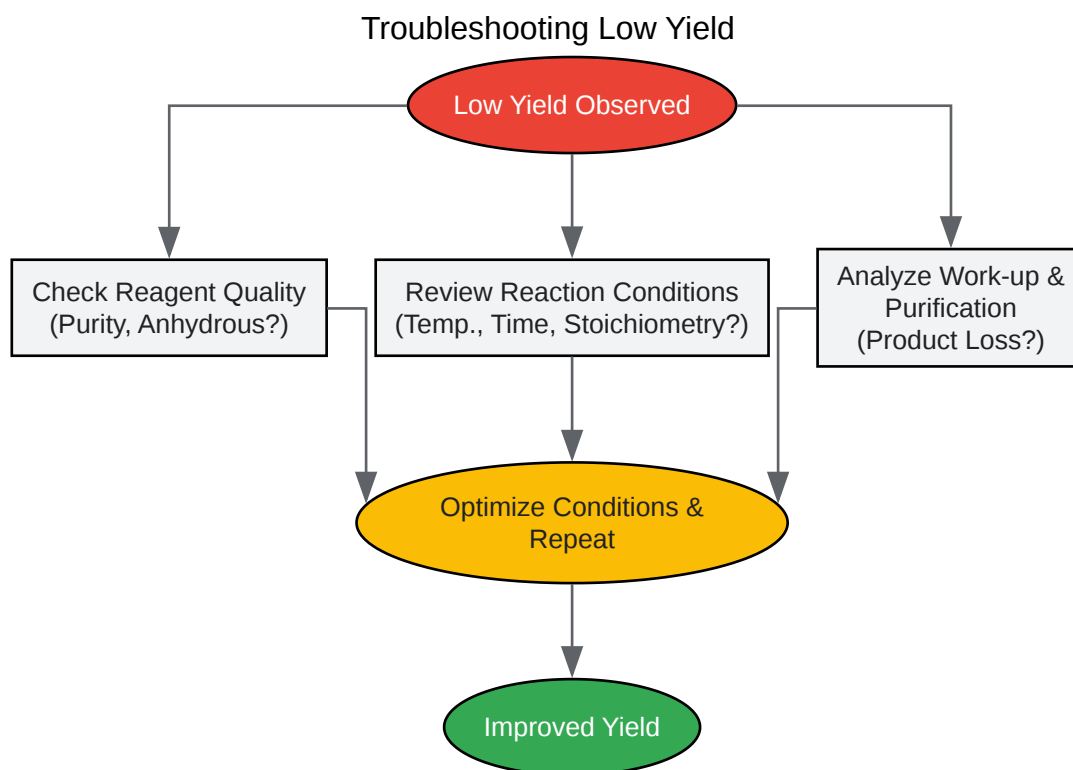 Troubleshooting Low Yield
Low Yield Observed
Check Reagent Quality
(Purity, Anhydrous?)
Review Reaction Conditions
(Temp., Time, Stoichiometry?)
Analyze Work-up &
Purification
(Product Loss?)
Optimize Conditions &
Repeat
Improved Yield